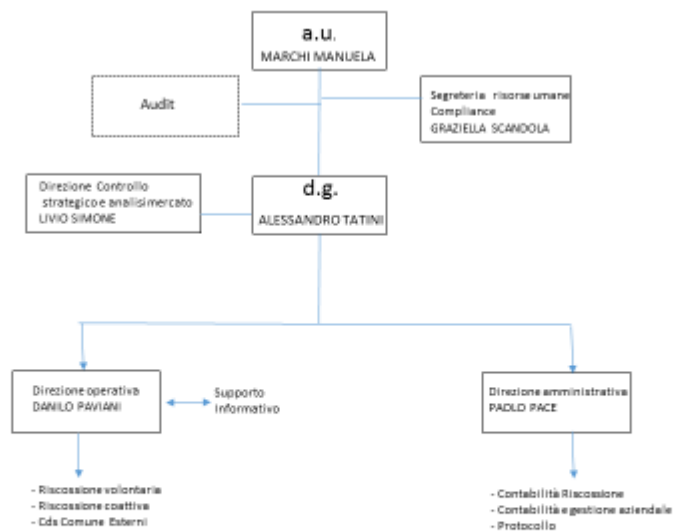 a.u.
MARCHI MANUELA
Audit
Segreteria risorse umane
Compliance
GRAZIELLA SCANDOLA
Direzione Controllo
strategico e analisi mercato
LIVIO SIMONE
d.g.
ALESSANDRO TATINI
Direzione operativa
DANILO PAVIANI
Supporto
Informativo
Direzione amministrativa
PAOLO PACE
- Riscossione volontaria
- Riscossione coattiva
- Cds Comune Esterni
- Contabilità Riscossione
- Contabilità e gestione aziendale
- Protocollo